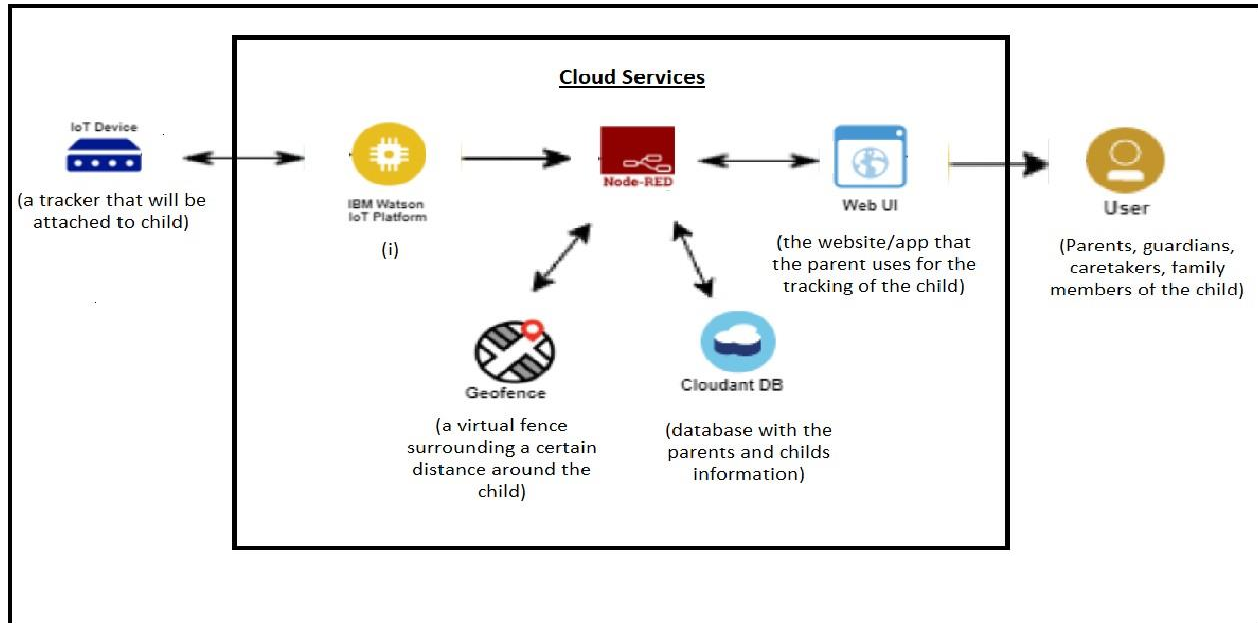 Cloud Services
IoT Device
(a tracker that will be
attached to child)
IBM Watson
IoT Platform
(i)
Node-RED
Web UI
(the website/app that
the parent uses for the
tracking of the child)
User
(Parents, guardians,
caretakers, family
members of the child)
Geofence
(a virtual fence
surrounding a certain
distance around the
child)
Cloudant DB
(database with the
parents and childs
information)